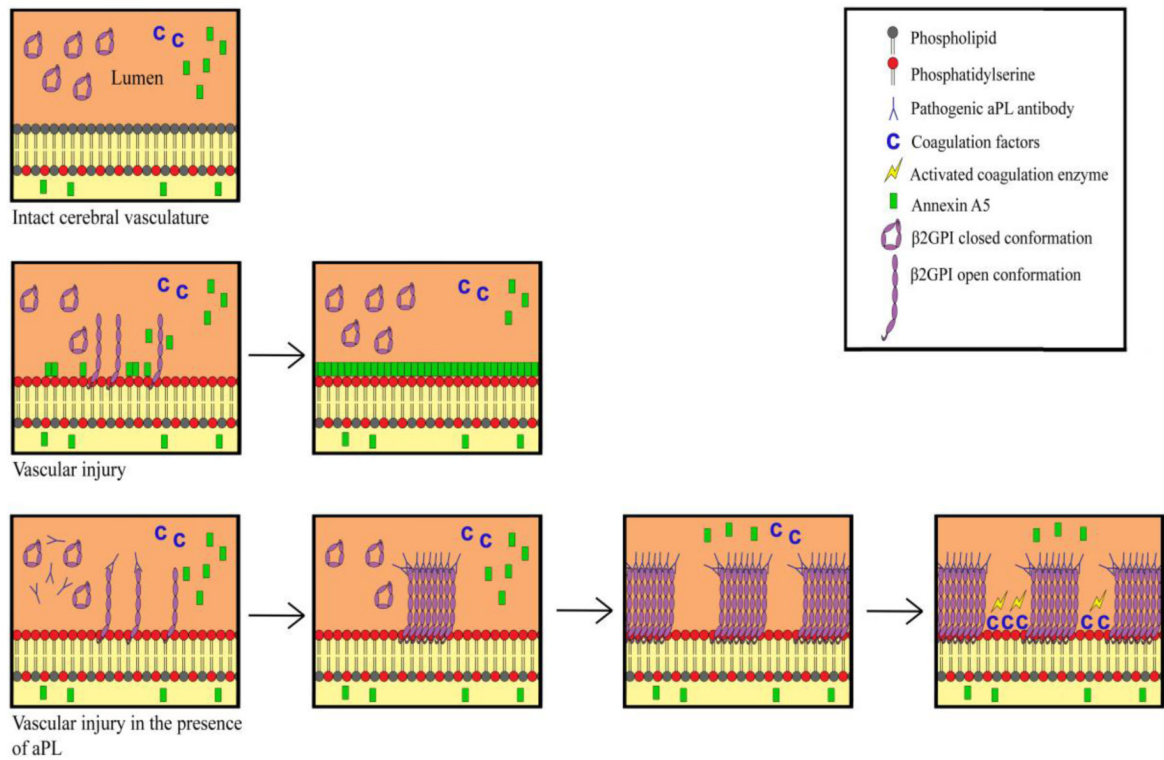 C C
Lumen
Intact cerebral vasculature
Phospholipid
Phosphatidylserine
Pathogenic aPL antibody
C Coagulation factors
Activated coagulation enzyme
Annexin A5
β2GPI closed conformation
β2GPI open conformation
C C
C C
Vascular injury
C C
C C
C C
C C C
C C
Vascular injury in the presence
of aPL